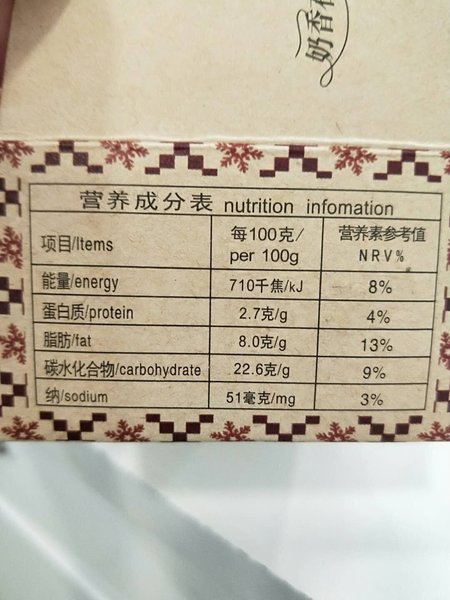 奶香
营养成分表 nutrition infomation
项目/Items 每100克/ per 100g 营养素参考值 NRV%
能量/energy 710千焦/kJ 8%
蛋白质/protein 2.7克/g 4%
脂肪/fat 8.0克/g 13%
碳水化合物/carbohydrate 22.6克/g 9%
纳/sodium 51毫克/mg 3%